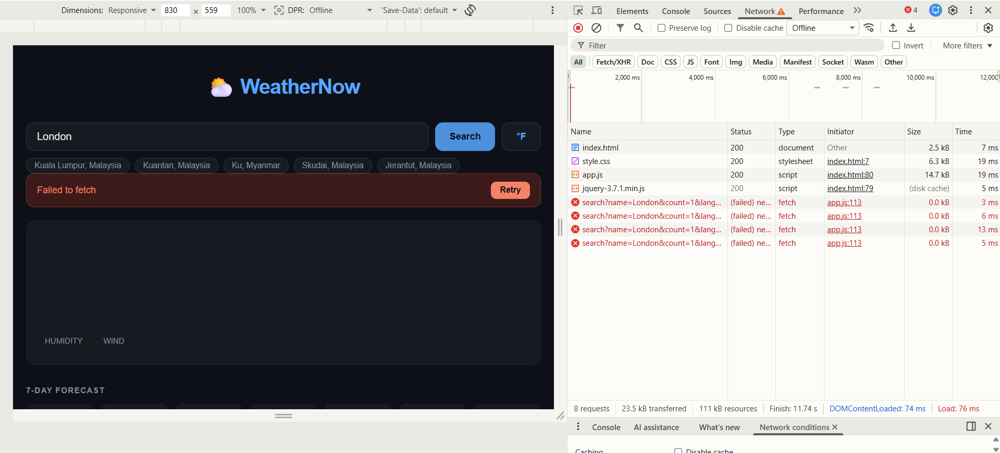 Dimensions: Responsive 830 × 559 100% DPR: Offline 'Save-Data': default
Elements Console Sources Network Performance 4
Preserve log Disable cache Offline
Filter Invert More filters
All Fetch/XHR Doc CSS JS Font Img Media Manifest Socket Wasm Other
2,000 ms 4,000 ms 6,000 ms 8,000 ms 10,000 ms 12,000
WeatherNow
London Search °F
Kuala Lumpur, Malaysia Kuantan, Malaysia Ku, Myanmar Skudai, Malaysia Jerantut, Malaysia
Failed to fetch Retry
HUMIDITY WIND
7-DAY FORECAST
Name Status Type Initiator Size Time
index.html 200 document Other 2.5 kB 7 ms
style.css 200 stylesheet index.html:7 6.3 kB 19 ms
app.js 200 script index.html:80 14.7 kB 19 ms
jquery-3.7.1.min.js 200 script index.html:79 (disk cache) 5 ms
search?name=London&count=1&lang... (failed) ne... fetch app.js:113 0.0 kB 3 ms
search?name=London&count=1&lang... (failed) ne... fetch app.js:113 0.0 kB 6 ms
search?name=London&count=1&lang... (failed) ne... fetch app.js:113 0.0 kB 13 ms
search?name=London&count=1&lang... (failed) ne... fetch app.js:113 0.0 kB 5 ms
8 requests 23.5 kB transferred 111 kB resources Finish: 11.74 s DOMContentLoaded: 74 ms Load: 76 ms
Console AI assistance What's new Network conditions
Caching Disable cache